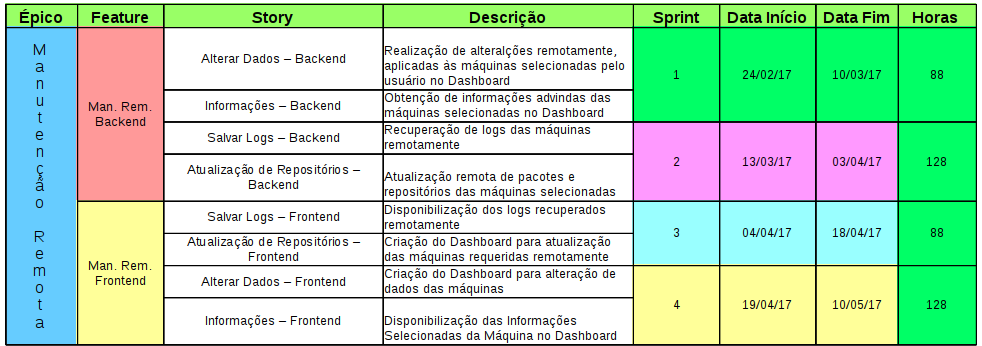 Épico Feature Story Descrição Sprint Data Início Data Fim Horas
Manutenção Remota
Man. Rem.
Backend
Alterar Dados – Backend
Realização de alteralções remotamente,
aplicadas às máquinas selecionadas pelo
usuário no Dashboard
1 24/02/17 10/03/17 88
Informações – Backend
Obtenção de informações advindas das
máquinas selecionadas no Dashboard
Salvar Logs – Backend
Recuperação de logs das máquinas
remotamente
2 13/03/17 03/04/17 128
Atualização de Repositórios –
Backend
Atualização remota de pacotes e
repositórios das máquinas selecionadas
Man. Rem.
Frontend
Salvar Logs – Frontend
Disponibilização dos logs recuperados
remotamente
3 04/04/17 18/04/17 88
Atualização de Repositórios –
Frontend
Criação do Dashboard para atualização
das máquinas requeridas remotamente
Alterar Dados – Frontend
Criação do Dashboard para alteração de
dados das máquinas
4 19/04/17 10/05/17 128
Informações – Frontend
Disponibilização das Informações
Selecionadas da Máquina no Dashboard